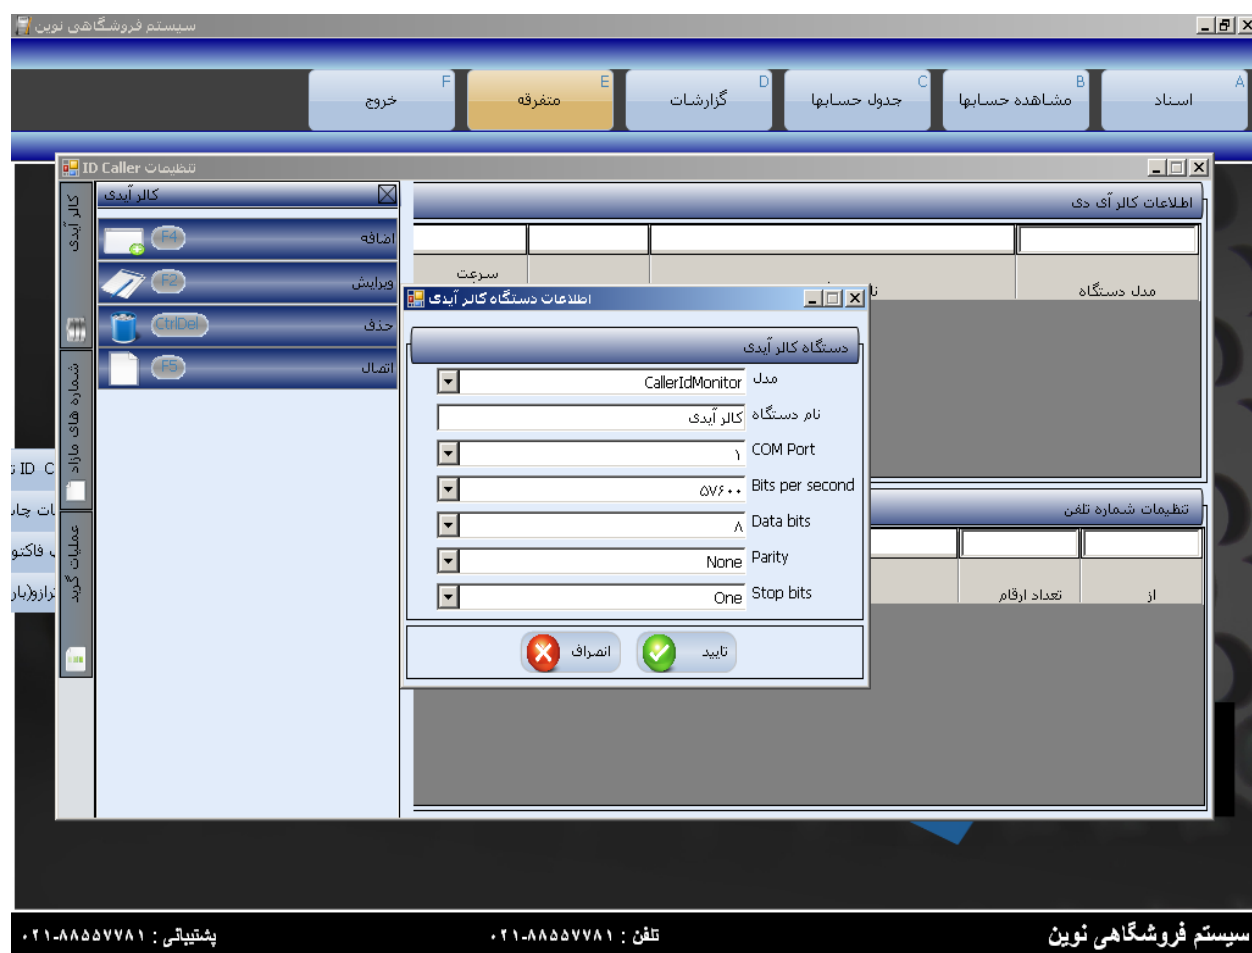 سیستم فروشگاهی نوین
A
اسناد
B
مشاهده حسابها
C
جدول حسابها
D
گزارشات
E
متفرقه
F
خروج
تنظیمات ID Caller
کالر آیدی
شماره های مازاد
عملیات گرید
کالر آیدی
اضافه F4
ویرایش F2
حذف CtrlDel
اتصال F5
اطلاعات کالر آی دی
مدل دستگاه
سرعت
اطلاعات دستگاه کالر آیدی
دستگاه کالر آیدی
مدل CallerIdMonitor
نام دستگاه کالر آیدی
COM Port ۱
Bits per second ۵۷۶۰۰
Data bits ۸
Parity None
Stop bits One
تایید
انصراف
تنظیمات شماره تلفن
از
تعداد ارقام
ID C
سیستم فروشگاهی نوین
تلفن : ۰۲۱-۸۸۵۵۷۷۸۱
پشتیبانی : ۰۲۱-۸۸۵۵۷۷۸۱